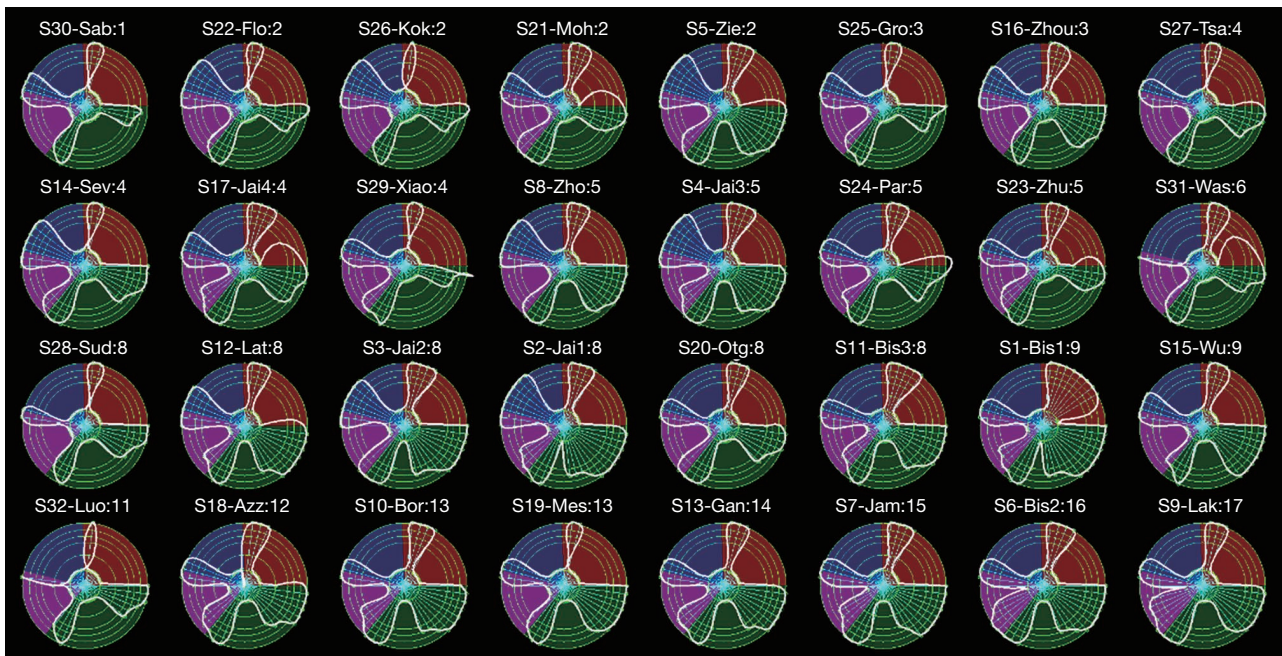 S30-Sab:1 S22-Flo:2 S26-Kok:2 S21-Moh:2 S5-Zie:2 S25-Gro:3 S16-Zhou:3 S27-Tsa:4
S14-Sev:4 S17-Jai4:4 S29-Xiao:4 S8-Zho:5 S4-Jai3:5 S24-Par:5 S23-Zhu:5 S31-Was:6
S28-Sud:8 S12-Lat:8 S3-Jai2:8 S2-Jai1:8 S20-Otg:8 S11-Bis3:8 S1-Bis1:9 S15-Wu:9
S32-Luo:11 S18-Azz:12 S10-Bor:13 S19-Mes:13 S13-Gan:14 S7-Jam:15 S6-Bis2:16 S9-Lak:17